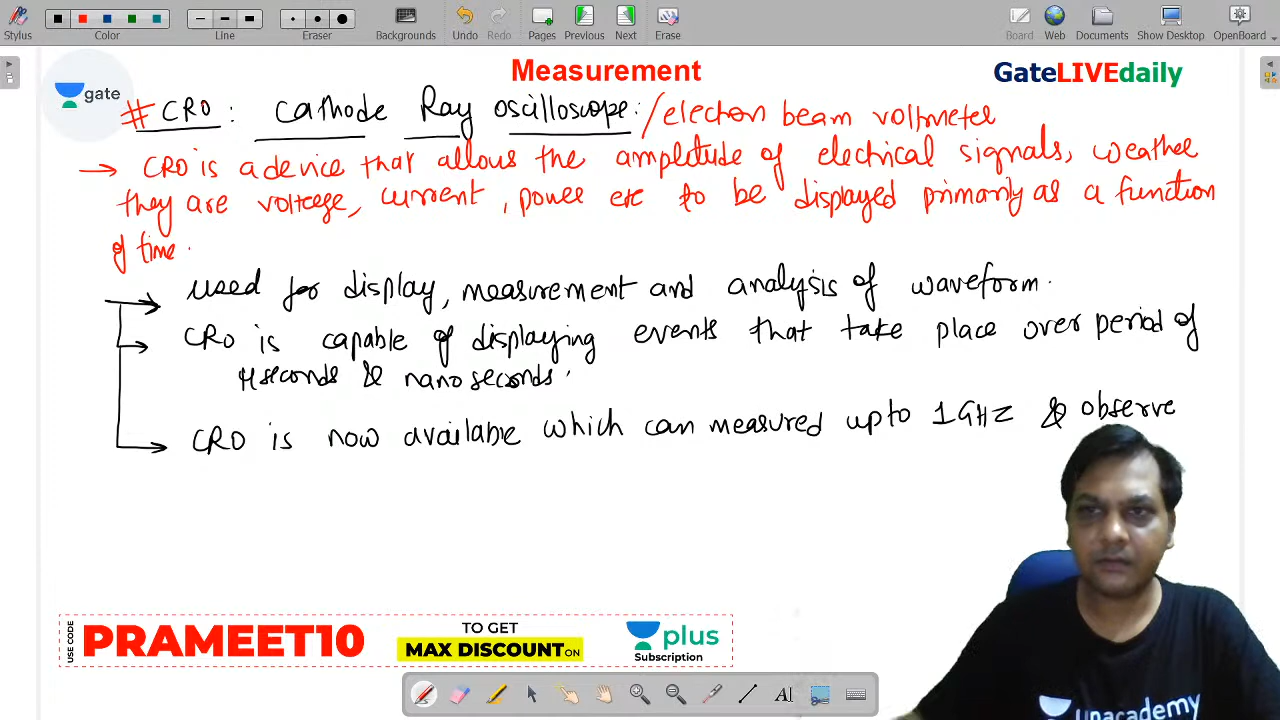 Stylus
Color
Line
Eraser
Backgrounds
Undo
Redo
Pages
Previous
Next
Erase
Board
Web
Documents
Show Desktop
OpenBoard
gate
Measurement
GateLIVEdaily
# CRO : Cathode Ray oscilloscope : /electron beam voltmeter
→ CRO is a device that allows the amplitude of electrical signals, weather
they are voltage, current, power etc to be displayed primarily as a function
of time.
used for display, measurement and analysis of waveform.
CRO is capable of displaying events that take place over period of
μseconds & nano seconds.
CRO is now available which can measured upto 1GHZ & observe
USE CODE
PRAMEET10
TO GET
MAX DISCOUNT ON
plus
Subscription
unacademy